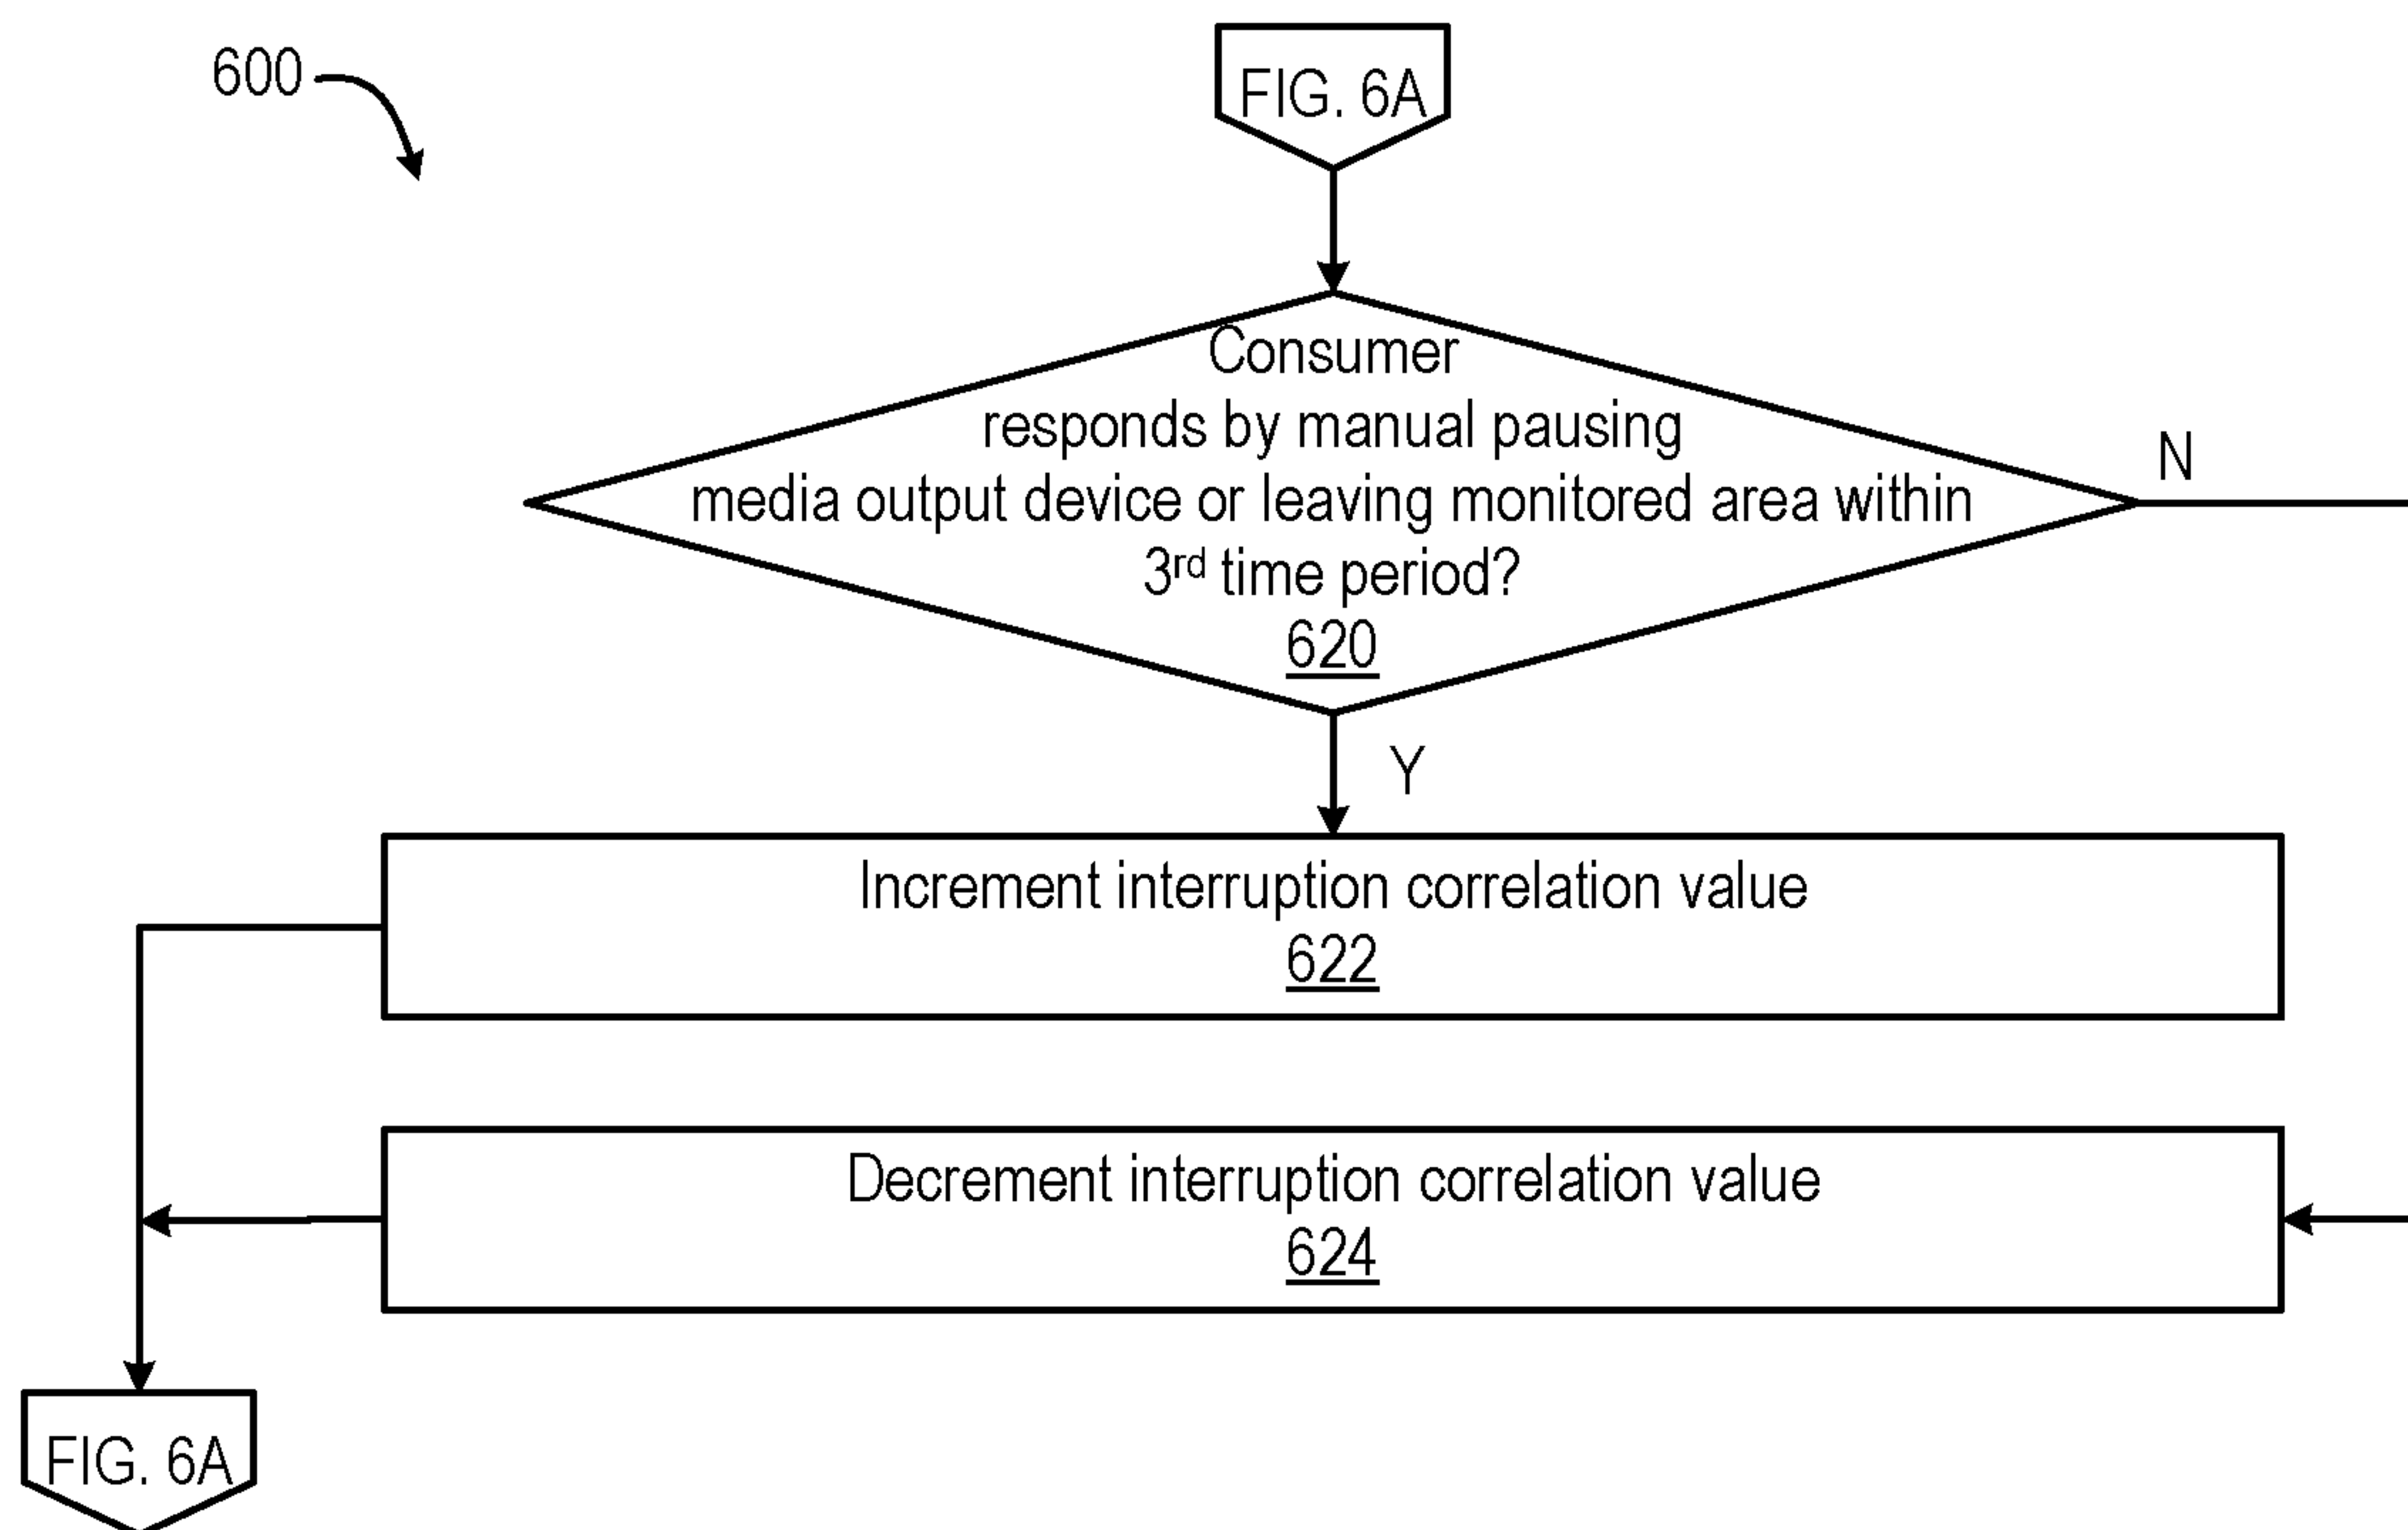 600
FIG. 6A
Consumer
responds by manual pausing
media output device or leaving monitored area within
3rd time period?
620
N
Y
Increment interruption correlation value
622
Decrement interruption correlation value
624
FIG. 6A